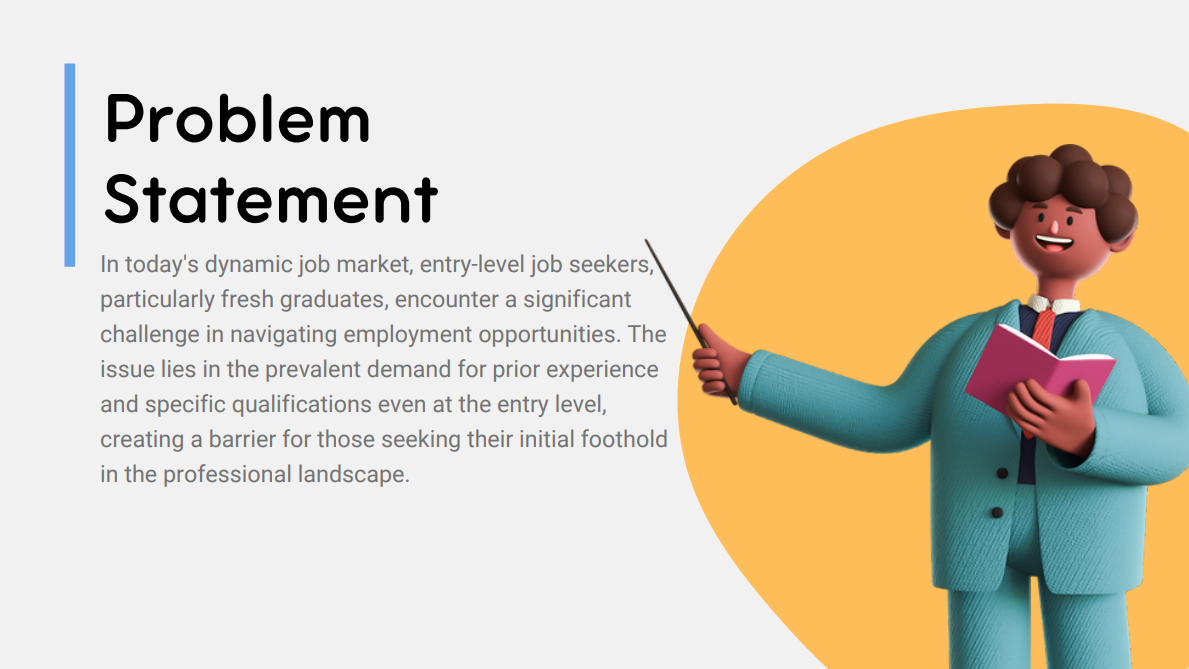 Problem
Statement
In today's dynamic job market, entry-level job seekers,
particularly fresh graduates, encounter a significant
challenge in navigating employment opportunities. The
issue lies in the prevalent demand for prior experience
and specific qualifications even at the entry level,
creating a barrier for those seeking their initial foothold
in the professional landscape.